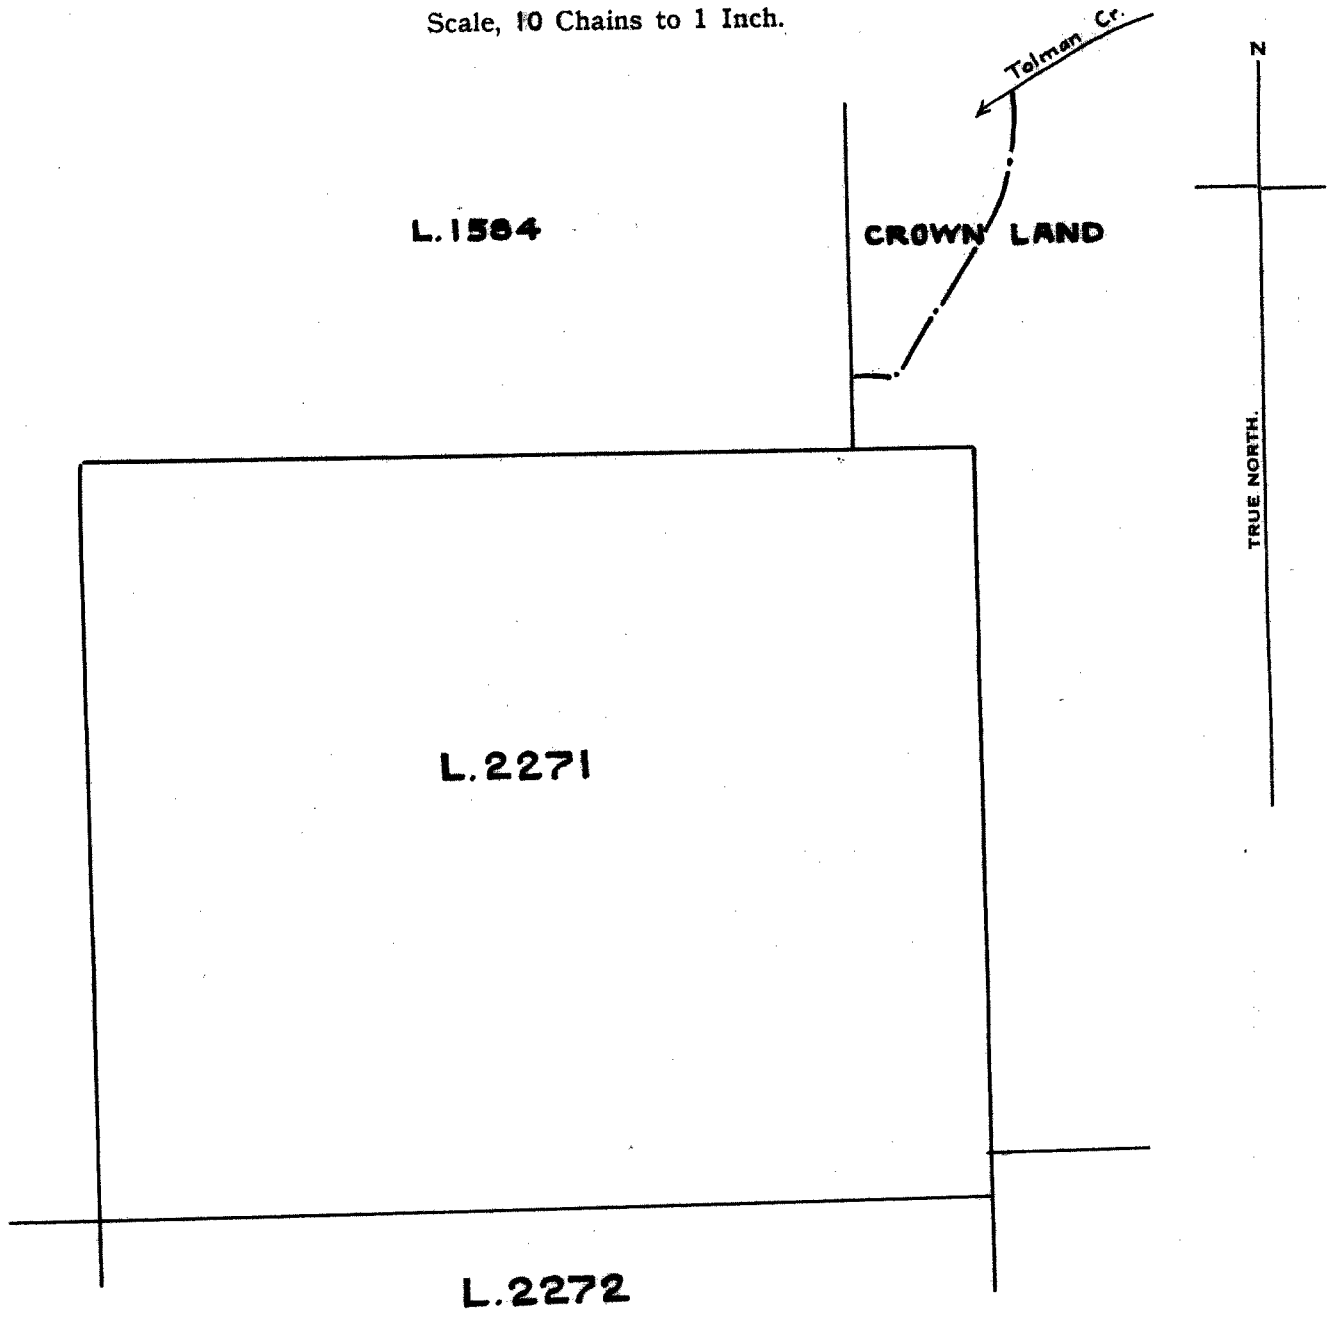 Scale, 10 Chains to 1 Inch.
Tolman Cr.
N
L.1584
CROWN LAND
TRUE NORTH.
L.2271
L.2272